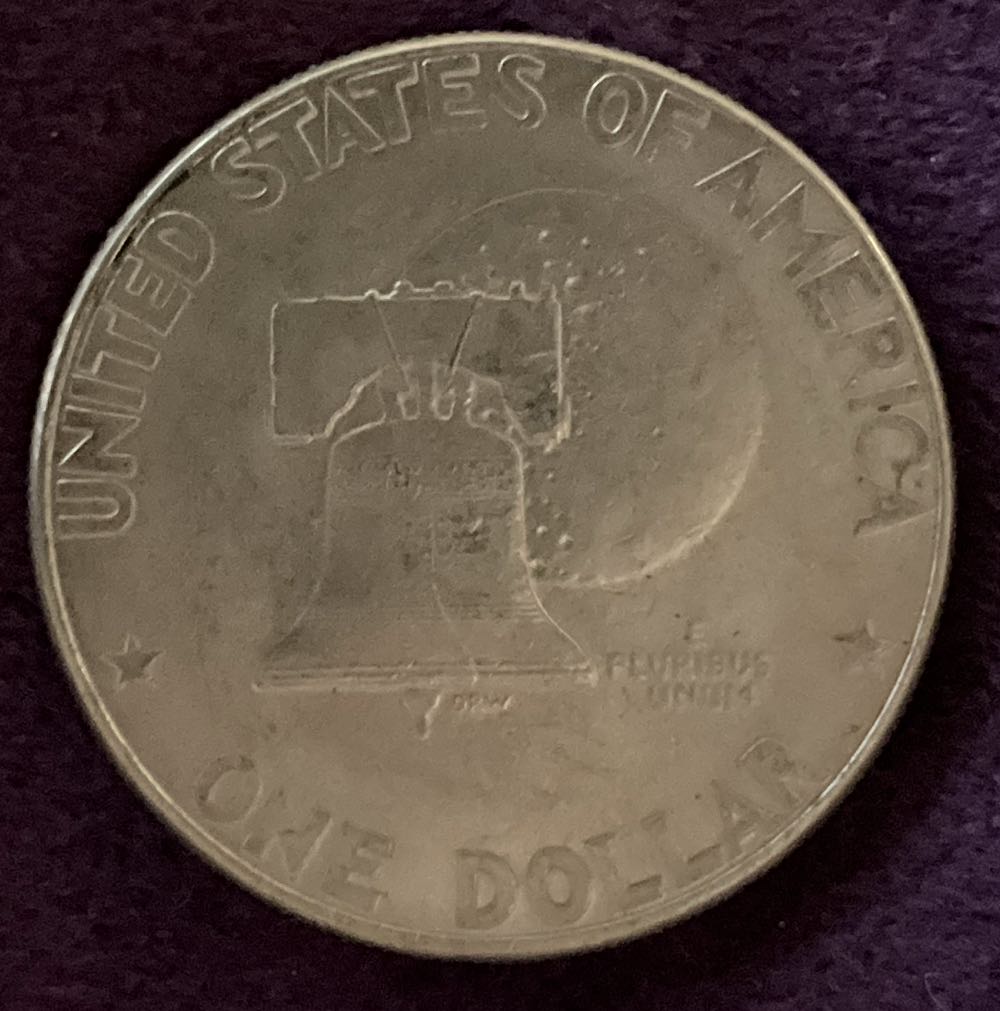 UNITED STATES OF AMERICA
E
PLURIBUS
UNUM
ONE DOLLAR